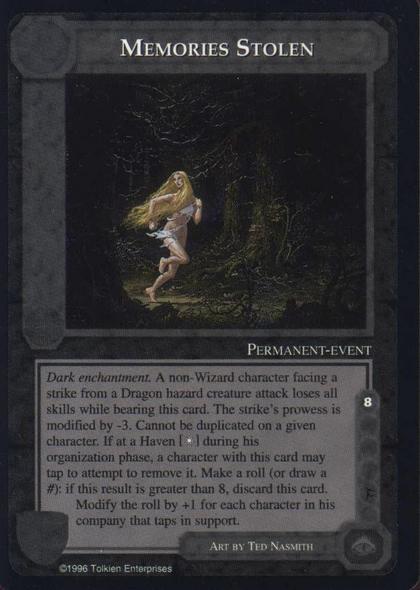 MEMORIES STOLEN
PERMANENT-EVENT
Dark enchantment. A non-Wizard character facing a
strike from a Dragon hazard creature attack loses all
skills while bearing this card. The strike's prowess is
modified by -3. Cannot be duplicated on a given
character. If at a Haven [*] during his
organization phase, a character with this card may
tap to attempt to remove it. Make a roll (or draw a
#): if this result is greater than 8, discard this card.
Modify the roll by +1 for each character in his
company that taps in support.
8
ART BY TED NASMITH
©1996 Tolkien Enterprises